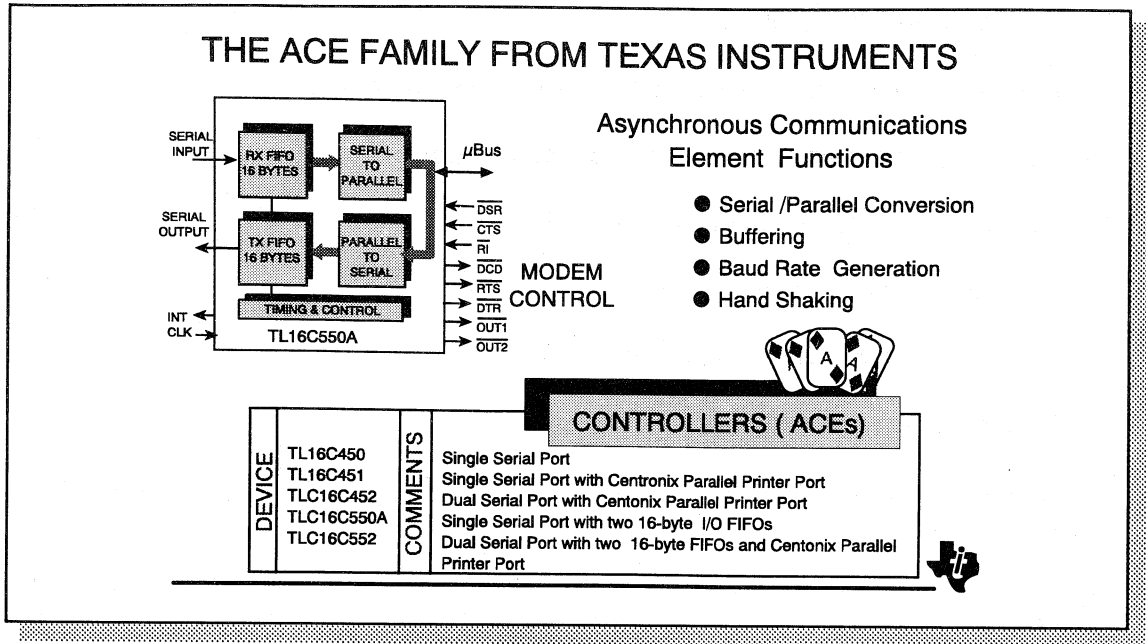 THE ACE FAMILY FROM TEXAS INSTRUMENTS
SERIAL
INPUT
RX FIFO
16 BYTES
SERIAL
TO
PARALLEL
μBus
SERIAL
OUTPUT
TX FIFO
16 BYTES
PARALLEL
TO
SERIAL
DSR
CTS
RI
DCD
RTS
DTR
OUT1
OUT2
MODEM
CONTROL
TIMING & CONTROL
INT
CLK
TL16C550A
Asynchronous Communications
Element Functions
● Serial /Parallel Conversion
● Buffering
● Baud Rate Generation
● Hand Shaking
A
A
A
CONTROLLERS ( ACEs)
DEVICE
TL16C450
TL16C451
TLC16C452
TLC16C550A
TLC16C552
COMMENTS
Single Serial Port
Single Serial Port with Centronix Parallel Printer Port
Dual Serial Port with Centonix Parallel Printer Port
Single Serial Port with two 16-byte I/O FIFOs
Dual Serial Port with two 16-byte FIFOs and Centonix Parallel
Printer Port
ti